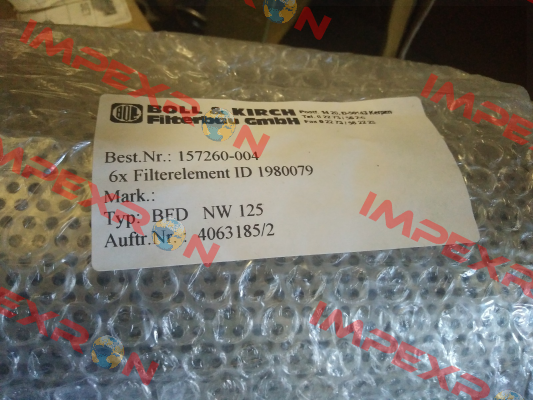 BOLL & KIRCH
Filterbau GmbH
Best.Nr.: 157260-004
6x Filterelement ID 1980079
Mark.:
Typ: BFD NW 125
Auftr.Nr.: 4063185/2
IMPEXRON
IMPEXRON
IMPEXRON
IMPEXRON
IMPEXRON
IMPEXRON